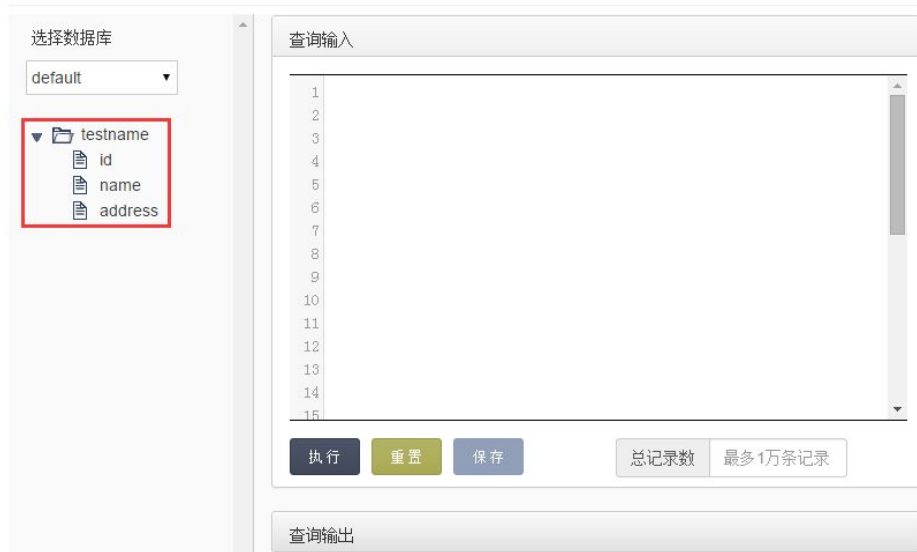 选择数据库
default
testname
id
name
address
查询输入
1
2
3
4
5
6
7
8
9
10
11
12
13
14
15
执行 重置 保存 总记录数 最多1万条记录
查询输出